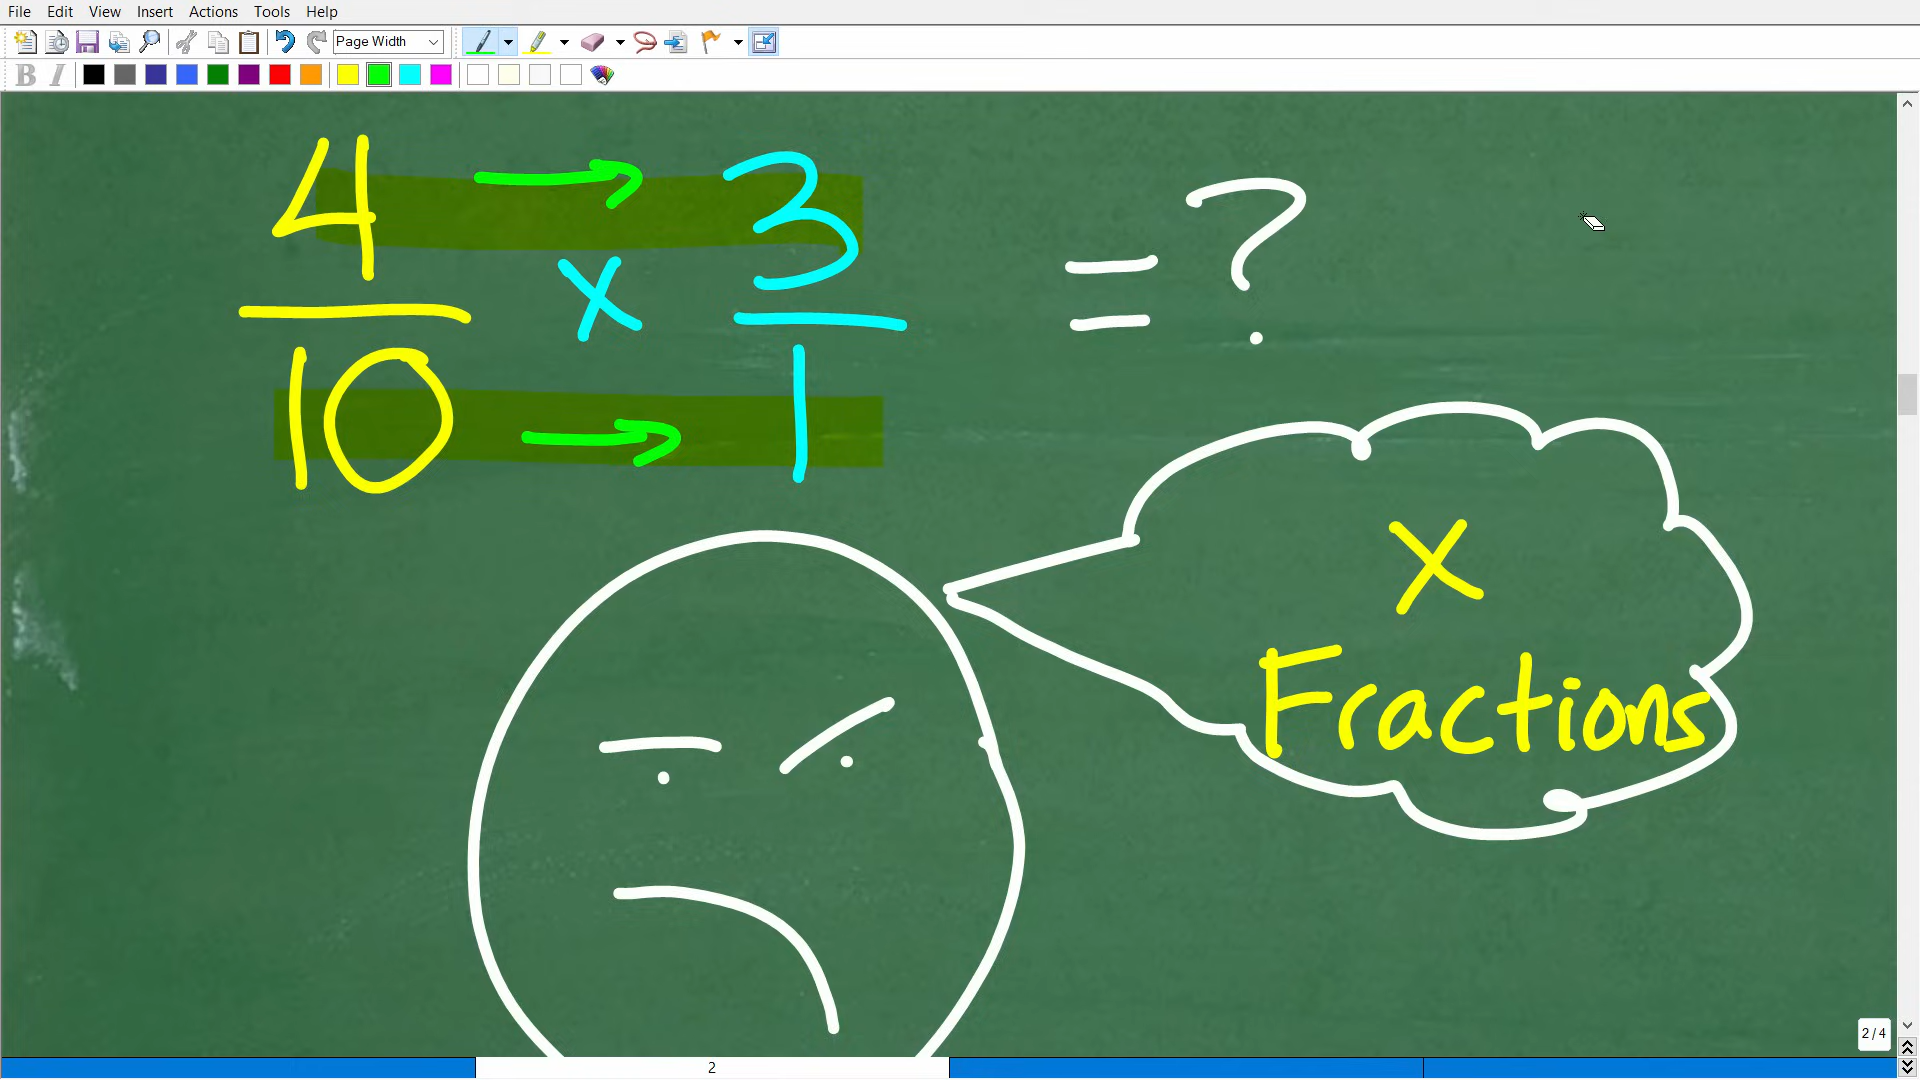 File Edit View Insert Actions Tools Help
Page Width
B I
4 → 3
x = ?
10 → 1
x
Fractions
2 / 4
2